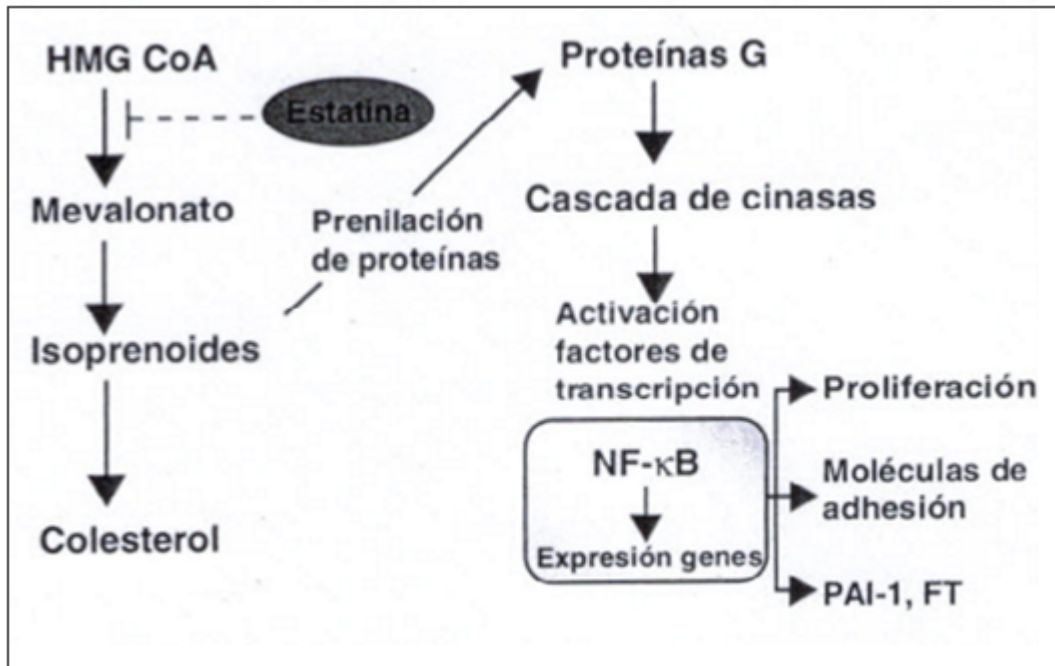 HMG CoA
Estatina
Mevalonato
Prenilación
de proteínas
Isoprenoides
Colesterol
Proteínas G
Cascada de cinasas
Activación
factores de
transcripción
NF-κB
Expresión genes
Proliferación
Moléculas de
adhesión
PAI-1, FT